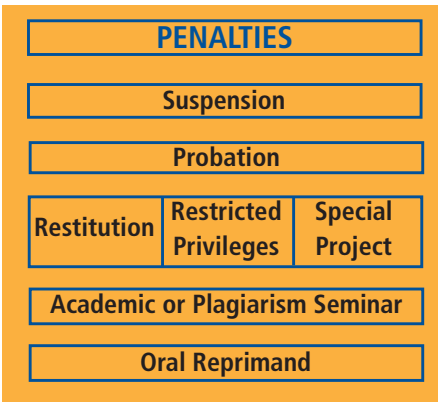 PENALTIES
Suspension
Probation
Restitution
Restricted
Privileges
Special
Project
Academic or Plagiarism Seminar
Oral Reprimand